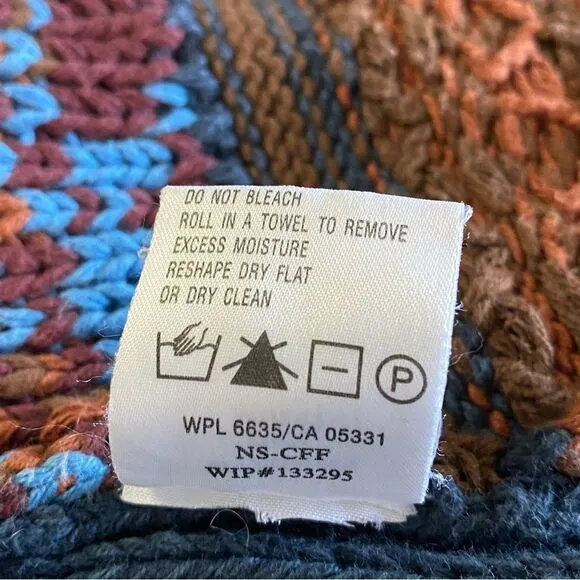 DO NOT BLEACH
ROLL IN A TOWEL TO REMOVE
EXCESS MOISTURE
RESHAPE DRY FLAT
OR DRY CLEAN
P
WPL 6635/CA 05331
NS-CFF
WIP#133295